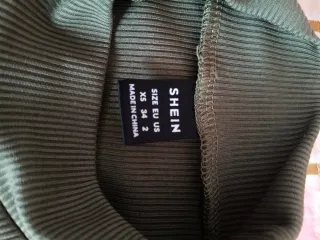 SHEIN
SIZE EU US
XS 34 2
MADE IN CHINA